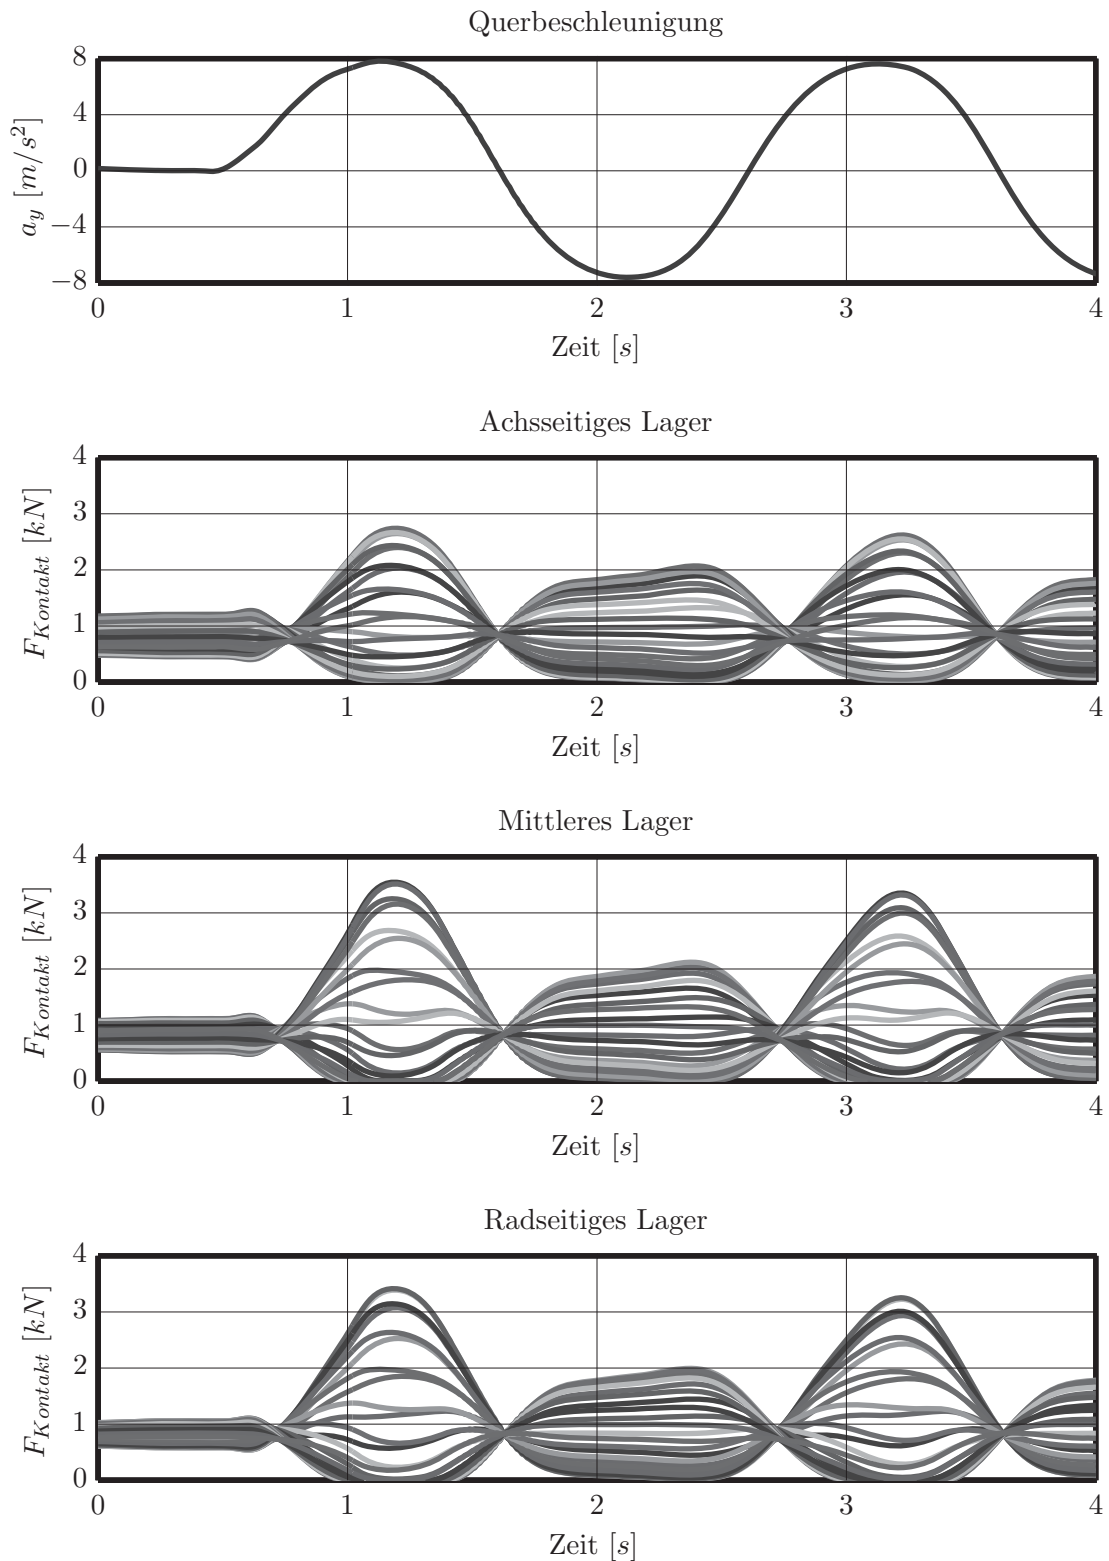 Querbeschleunigung
8
4
0
−4
−8
a_y [m/s²]
0 1 2 3 4
Zeit [s]
Achsseitiges Lager
4
3
2
1
0
F_Kontakt [kN]
0 1 2 3 4
Zeit [s]
Mittleres Lager
4
3
2
1
0
F_Kontakt [kN]
0 1 2 3 4
Zeit [s]
Radseitiges Lager
4
3
2
1
0
F_Kontakt [kN]
0 1 2 3 4
Zeit [s]